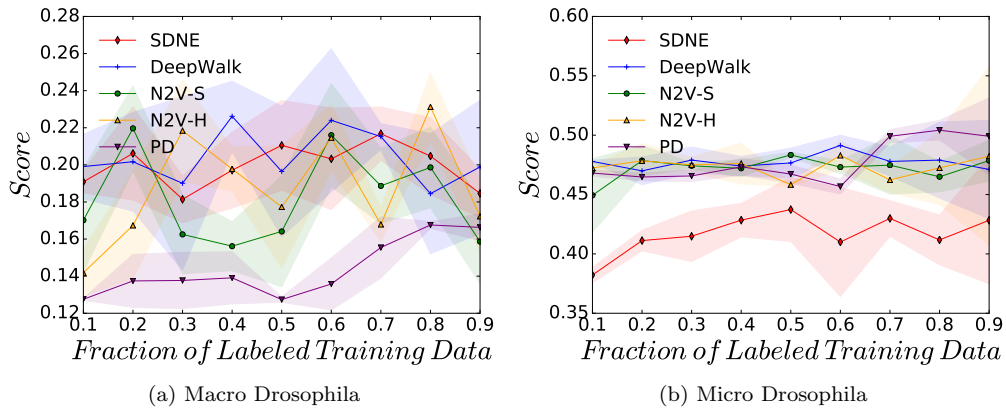 0.28
0.26
0.24
0.22
0.20
0.18
0.16
0.14
0.12
Score
SDNE
DeepWalk
N2V-S
N2V-H
PD
0.1 0.2 0.3 0.4 0.5 0.6 0.7 0.8 0.9
Fraction of Labeled Training Data
(a) Macro Drosophila
0.60
0.55
0.50
0.45
0.40
0.35
Score
SDNE
DeepWalk
N2V-S
N2V-H
PD
0.1 0.2 0.3 0.4 0.5 0.6 0.7 0.8 0.9
Fraction of Labeled Training Data
(b) Micro Drosophila